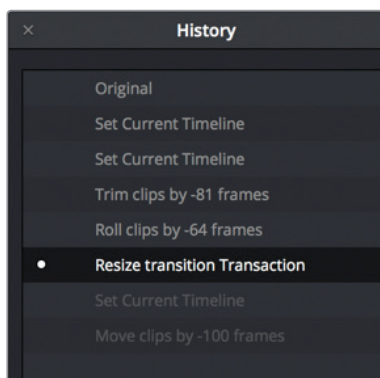 History
Original
Set Current Timeline
Set Current Timeline
Trim clips by -81 frames
Roll clips by -64 frames
Resize transition Transaction
Set Current Timeline
Move clips by -100 frames